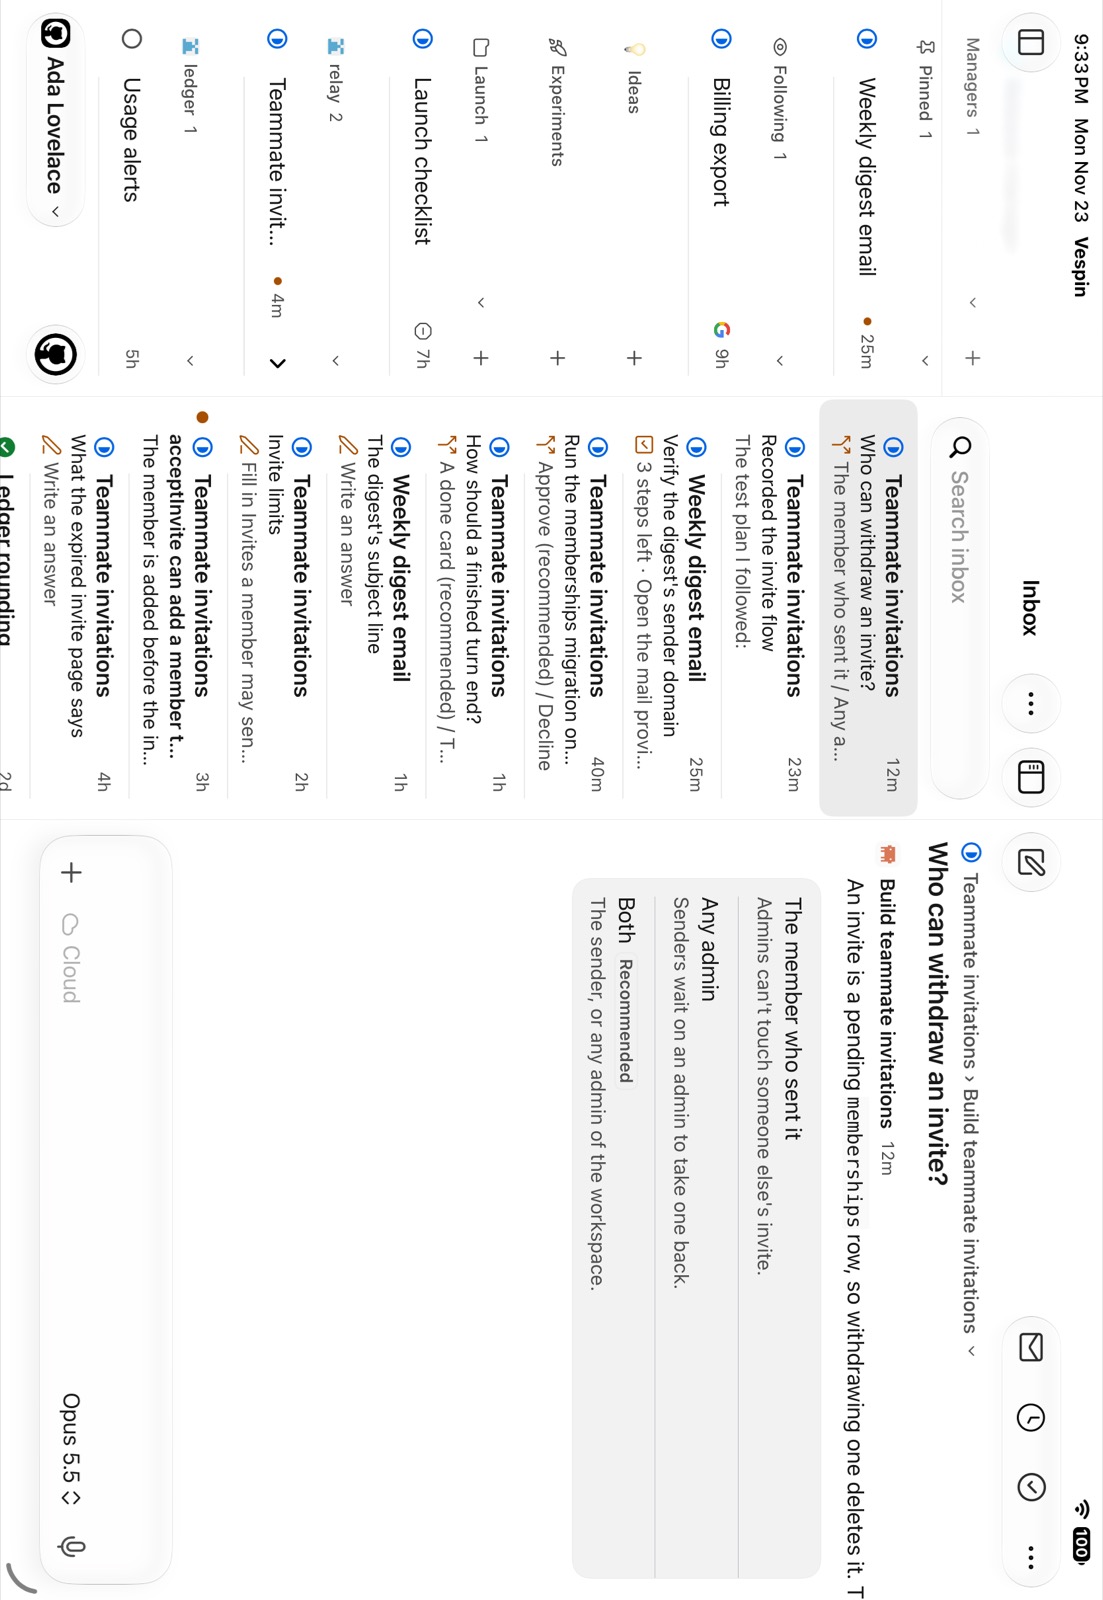 9:33 PM Mon Nov 23 Vespin
100
Managers 1
Pinned 1
Weekly digest email 25m
Following 1
Billing export 9h
Ideas
Experiments
Launch 1
Launch checklist 7h
relay 2
Teammate invit... 4m
ledger 1
Usage alerts 5h
Ada Lovelace
Inbox
Search inbox
Teammate invitations 12m
Who can withdraw an invite?
The member who sent it / Any a...
Teammate invitations 23m
Recorded the invite flow
The test plan I followed:
Weekly digest email 25m
Verify the digest's sender domain
3 steps left · Open the mail provi...
Teammate invitations 40m
Run the memberships migration on...
Approve (recommended) / Decline
Teammate invitations 1h
How should a finished turn end?
A done card (recommended) / T...
Weekly digest email 1h
The digest's subject line
Write an answer
Teammate invitations 2h
Invite limits
Fill in Invites a member may sen...
Teammate invitations 3h
acceptInvite can add a member t...
The member is added before the in...
Teammate invitations 4h
What the expired invite page says
Write an answer
Ledger rounding 2d
Teammate invitations › Build teammate invitations
Who can withdraw an invite?
Build teammate invitations 12m
An invite is a pending memberships row, so withdrawing one deletes it. T
The member who sent it
Admins can't touch someone else's invite.
Any admin
Senders wait on an admin to take one back.
Both Recommended
The sender, or any admin of the workspace.
Cloud
Opus 5.5